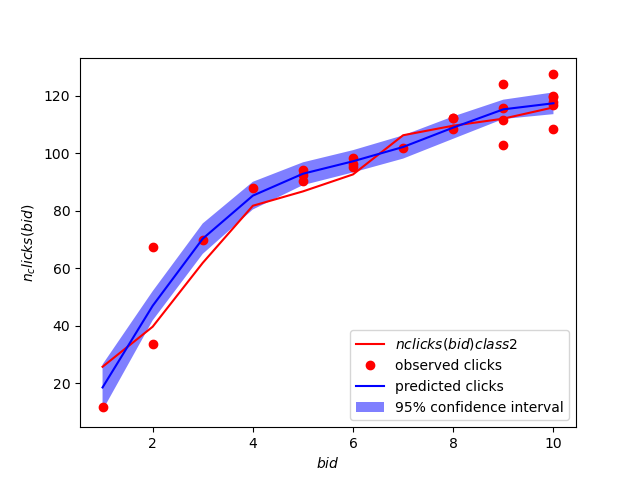 120
100
80
60
40
20
n_clicks(bid)
nclicks(bid)class2
observed clicks
predicted clicks
95% confidence interval
2 4 6 8 10
bid